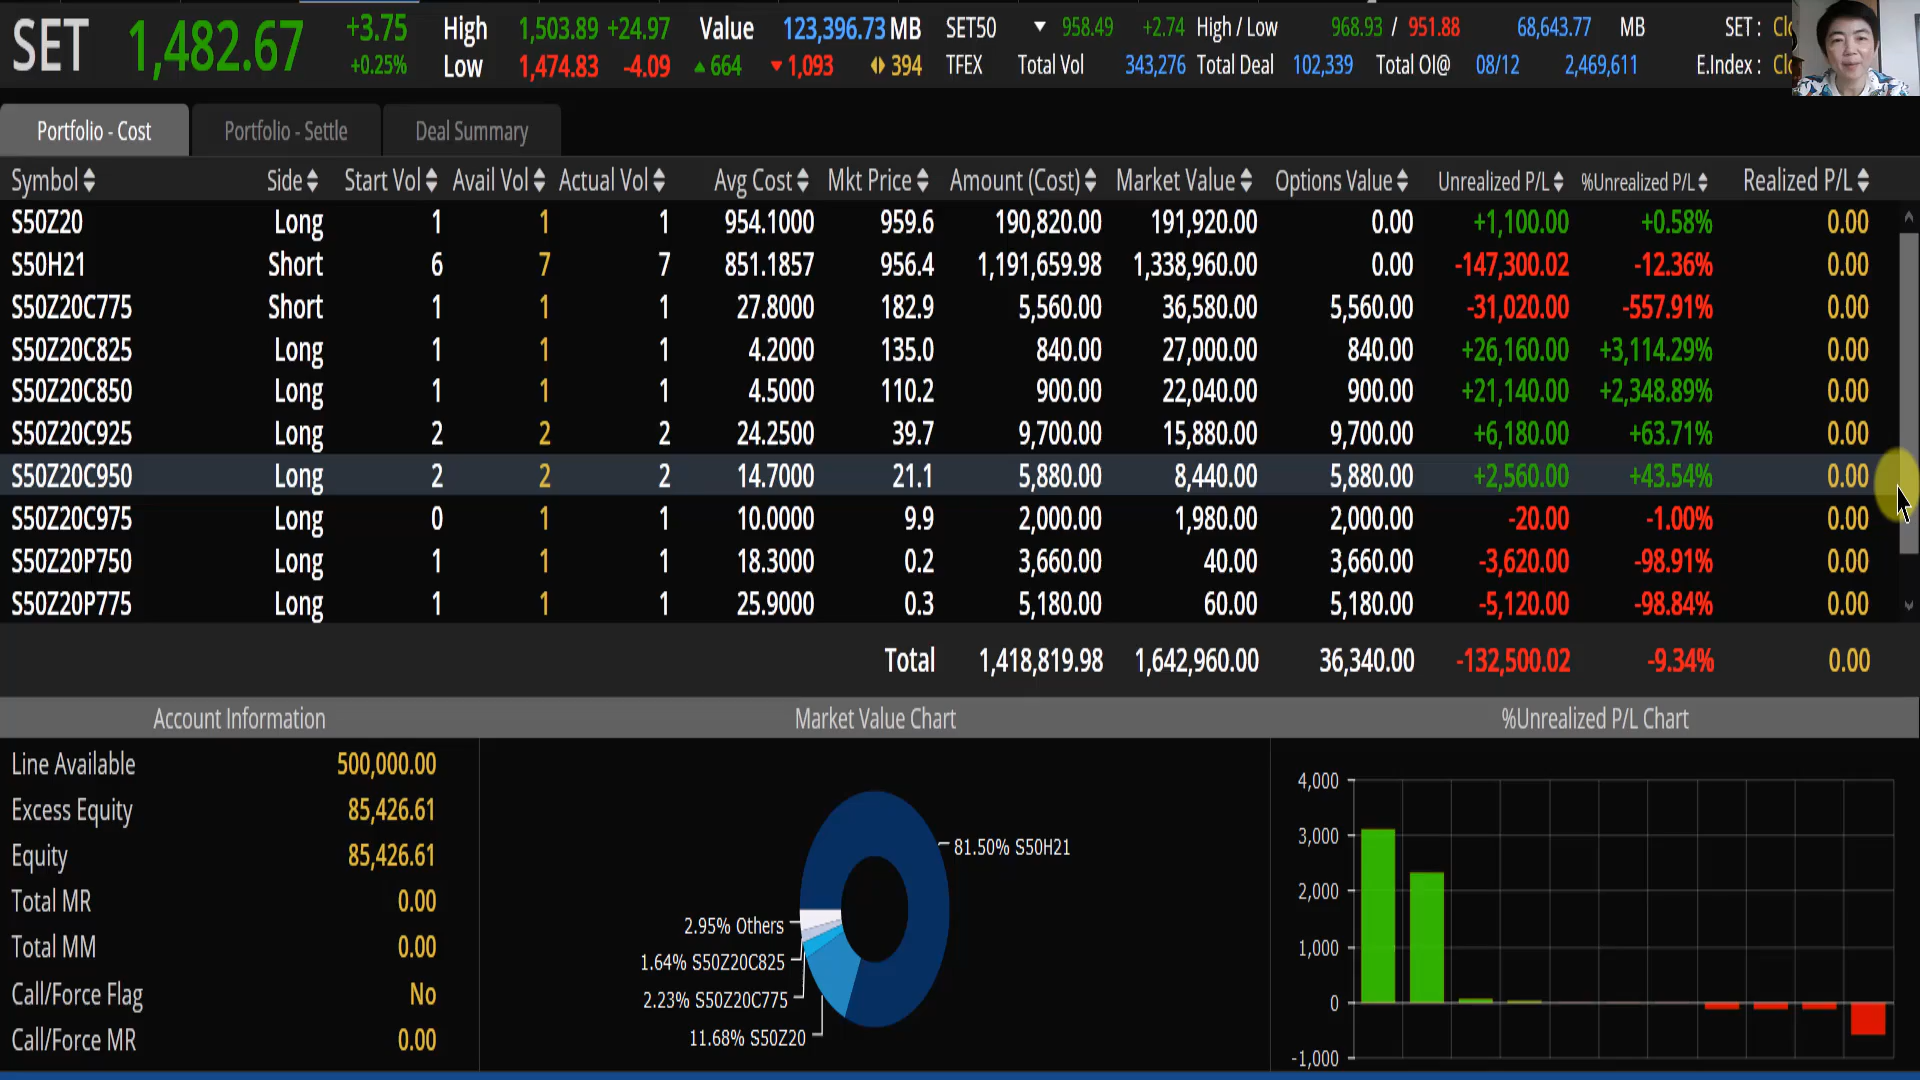 SET 1,482.67 +3.75 High 1,503.89 +24.97 Value 123,396.73 MB SET50 958.49 +2.74 High / Low 968.93 / 951.88 68,643.77 MB SET :
+0.25% Low 1,474.83 -4.09 664 1,093 394 TFEX Total Vol 343,276 Total Deal 102,339 Total OI@ 08/12 2,469,611 E.Index :
Portfolio - Cost Portfolio - Settle Deal Summary
Symbol Side Start Vol Avail Vol Actual Vol Avg Cost Mkt Price Amount (Cost) Market Value Options Value Unrealized P/L %Unrealized P/L Realized P/L
S50Z20 Long 1 1 1 954.1000 959.6 190,820.00 191,920.00 0.00 +1,100.00 +0.58% 0.00
S50H21 Short 6 7 7 851.1857 956.4 1,191,659.98 1,338,960.00 0.00 -147,300.02 -12.36% 0.00
S50Z20C775 Short 1 1 1 27.8000 182.9 5,560.00 36,580.00 5,560.00 -31,020.00 -557.91% 0.00
S50Z20C825 Long 1 1 1 4.2000 135.0 840.00 27,000.00 840.00 +26,160.00 +3,114.29% 0.00
S50Z20C850 Long 1 1 1 4.5000 110.2 900.00 22,040.00 900.00 +21,140.00 +2,348.89% 0.00
S50Z20C925 Long 2 2 2 24.2500 39.7 9,700.00 15,880.00 9,700.00 +6,180.00 +63.71% 0.00
S50Z20C950 Long 2 2 2 14.7000 21.1 5,880.00 8,440.00 5,880.00 +2,560.00 +43.54% 0.00
S50Z20C975 Long 0 1 1 10.0000 9.9 2,000.00 1,980.00 2,000.00 -20.00 -1.00% 0.00
S50Z20P750 Long 1 1 1 18.3000 0.2 3,660.00 40.00 3,660.00 -3,620.00 -98.91% 0.00
S50Z20P775 Long 1 1 1 25.9000 0.3 5,180.00 60.00 5,180.00 -5,120.00 -98.84% 0.00
Total 1,418,819.98 1,642,960.00 36,340.00 -132,500.02 -9.34% 0.00
Account Information Market Value Chart %Unrealized P/L Chart
Line Available 500,000.00
Excess Equity 85,426.61
Equity 85,426.61
Total MR 0.00
Total MM 0.00
Call/Force Flag No
Call/Force MR 0.00
81.50% S50H21
2.95% Others
1.64% S50Z20C825
2.23% S50Z20C775
11.68% S50Z20
4,000
3,000
2,000
1,000
0
-1,000